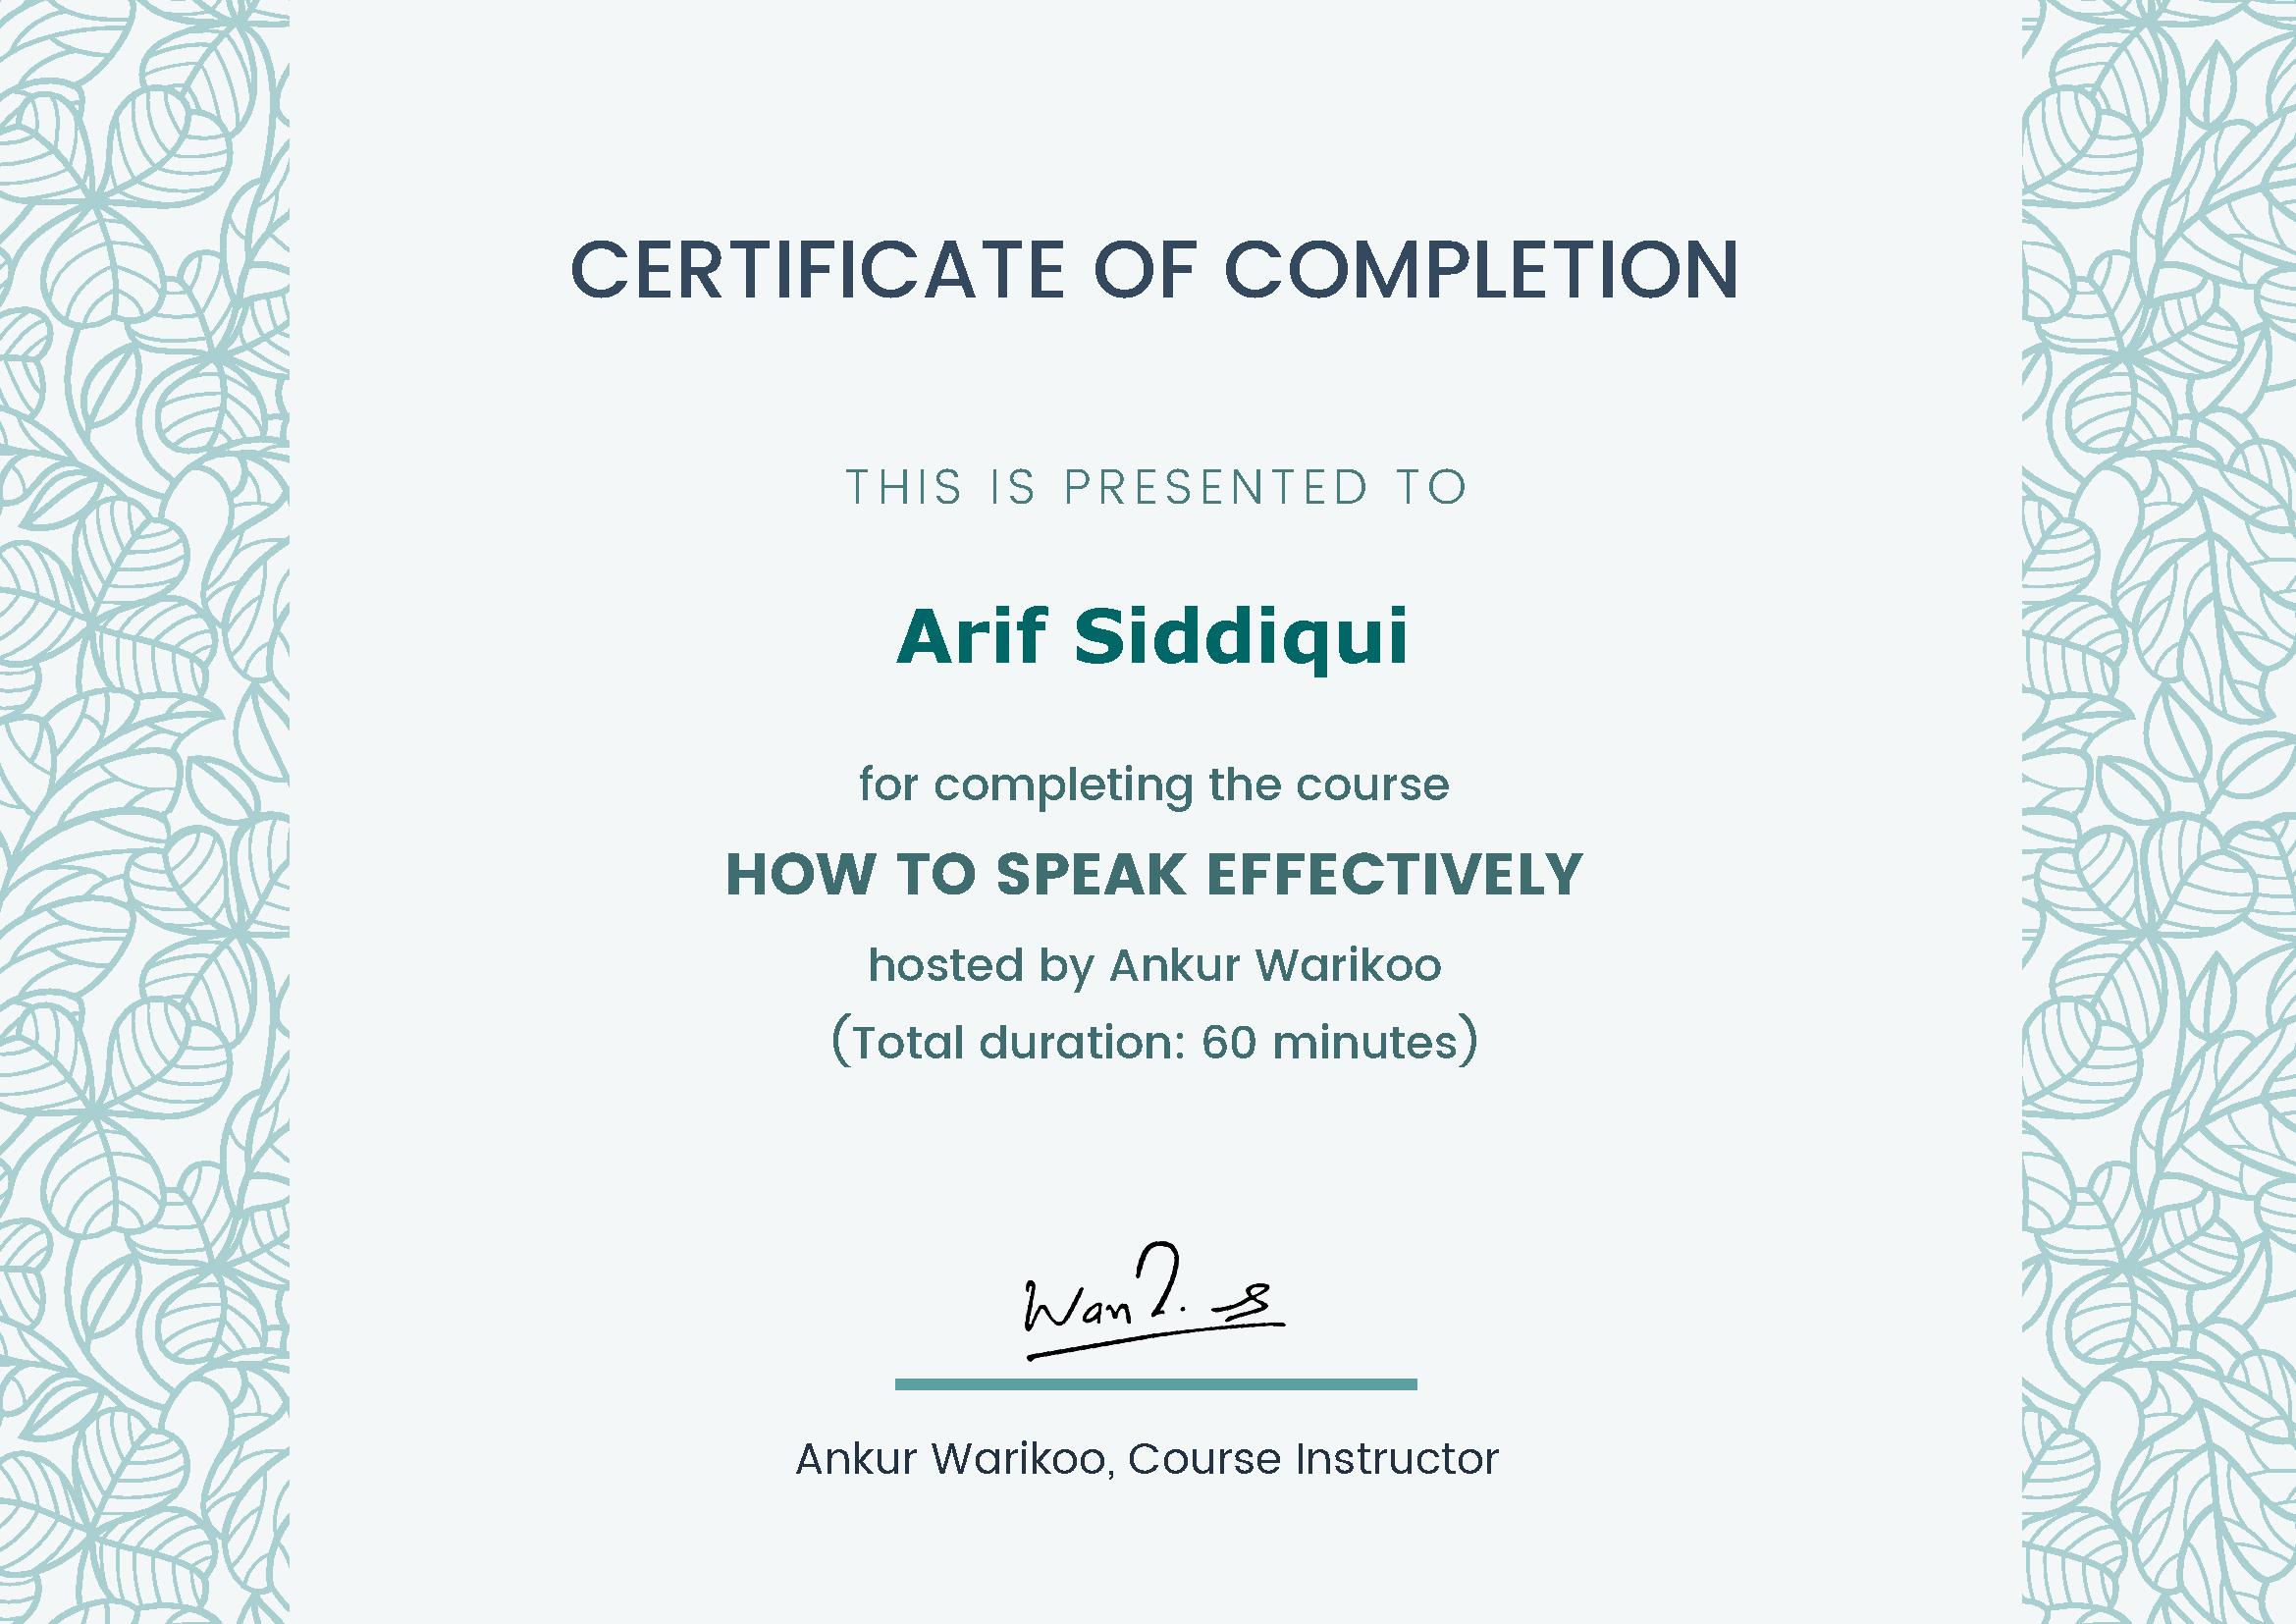 CERTIFICATE OF COMPLETION
THIS IS PRESENTED TO
Arif Siddiqui
for completing the course
HOW TO SPEAK EFFECTIVELY
hosted by Ankur Warikoo
(Total duration: 60 minutes)
Ankur Warikoo, Course Instructor